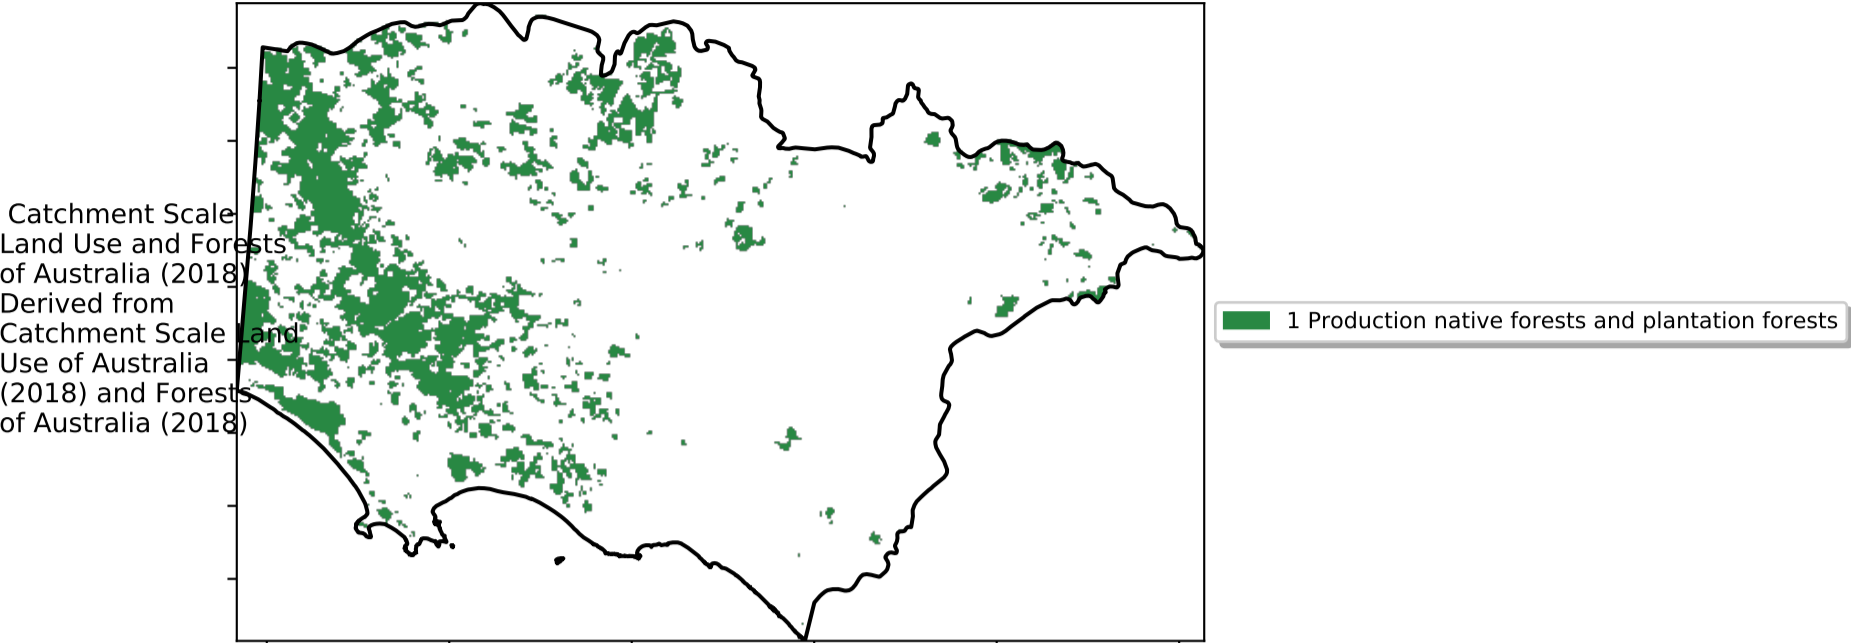 Catchment Scale
Land Use and Forests
of Australia (2018)
Derived from
Catchment Scale Land
Use of Australia
(2018) and Forests
of Australia (2018)
1 Production native forests and plantation forests